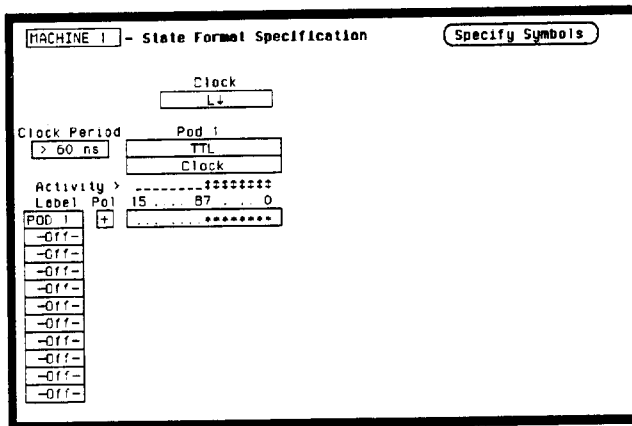 MACHINE 1 - State Format Specification Specify Symbols
Clock
L↓
Clock Period Pod 1
> 60 ns TTL
Clock
Activity > ________↕↕↕↕↕↕↕↕
Label Pol 15 .... 87 .... 0
POD 1 + ........********
-Off-
-Off-
-Off-
-Off-
-Off-
-Off-
-Off-
-Off-
-Off-
-Off-